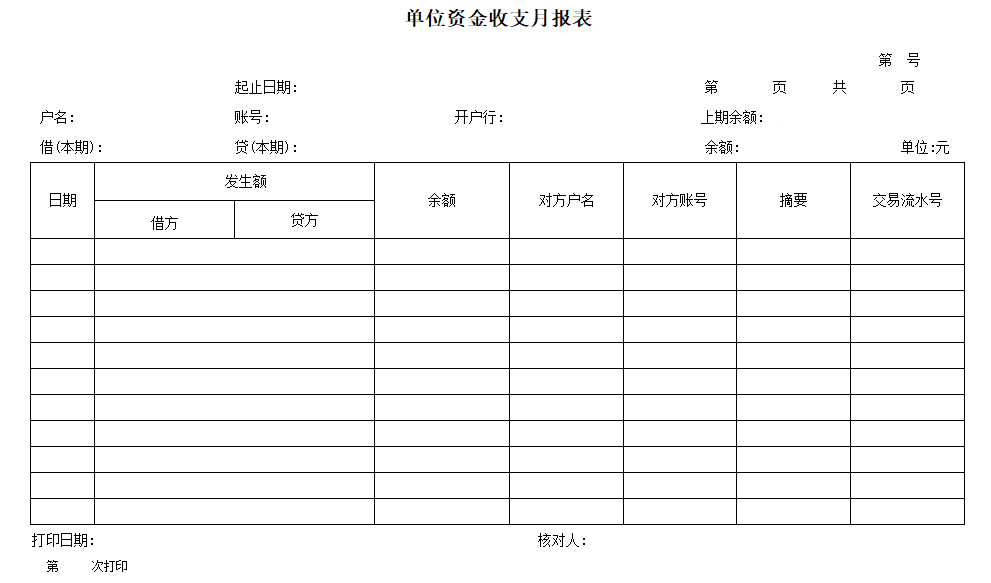 单位资金收支月报表
第 号
起止日期: 第 页 共 页
户名: 账号: 开户行: 上期余额:
借(本期): 贷(本期): 余额: 单位:元
日期 发生额 余额 对方户名 对方账号 摘要 交易流水号
借方 贷方
打印日期: 核对人:
第 次打印